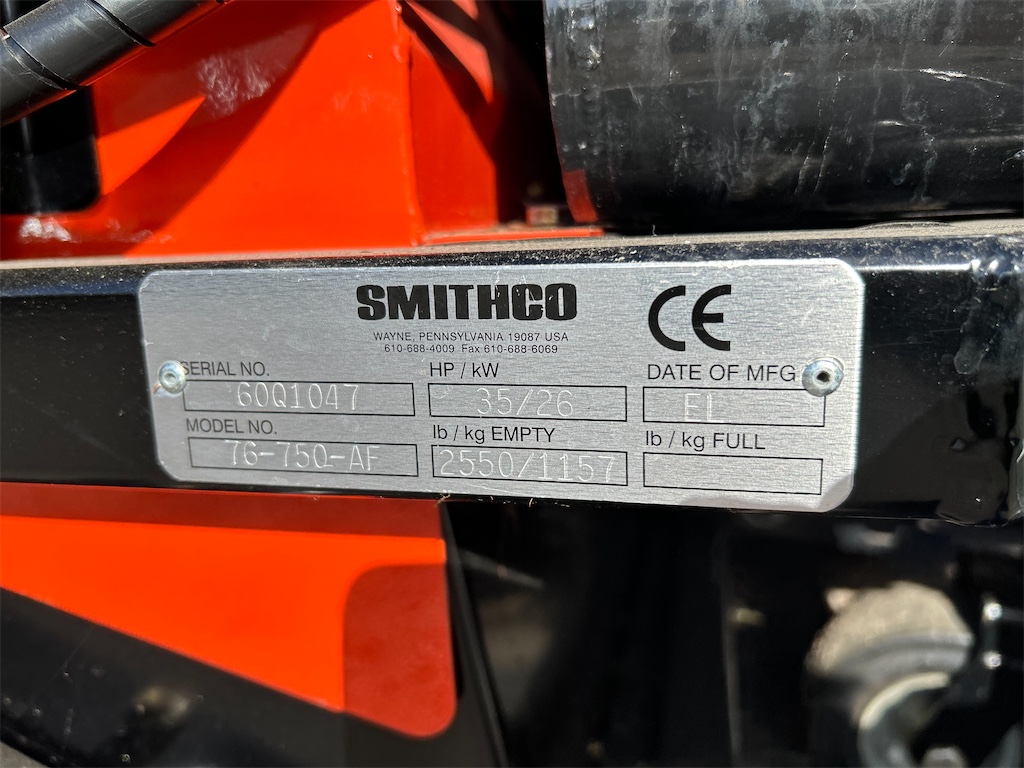 SMITHCO
CE
WAYNE, PENNSYLVANIA 19087 USA
610-688-4009 Fax 610-688-6069
SERIAL NO. HP / kW DATE OF MFG
60Q1047 35/26
MODEL NO. lb / kg EMPTY lb / kg FULL
76-750-AF 2550/1157